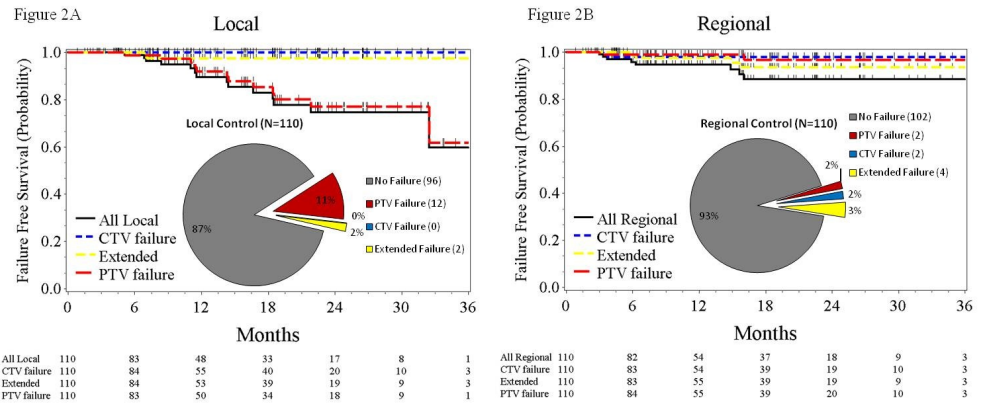 Figure 2A
Local
Failure Free Survival (Probability)
1.0
0.8
0.6
0.4
0.2
0.0
Local Control (N=110)
87%
11%
0%
2%
No Failure (96)
PTV Failure (12)
CTV Failure (0)
Extended Failure (2)
All Local
CTV failure
Extended
PTV failure
0 6 12 18 24 30 36
Months
All Local 110 83 48 33 17 8 1
CTV failure 110 84 55 40 20 10 3
Extended 110 84 53 39 19 9 3
PTV failure 110 83 50 34 18 9 1
Figure 2B
Regional
Failure Free Survival (Probability)
1.0
0.8
0.6
0.4
0.2
0.0
Regional Control (N=110)
93%
2%
2%
3%
No Failure (102)
PTV Failure (2)
CTV Failure (2)
Extended Failure (4)
All Regional
CTV failure
Extended
PTV failure
0 6 12 18 24 30 36
Months
All Regional 110 82 54 37 18 9 3
CTV failure 110 83 54 39 19 10 3
Extended 110 83 55 39 19 9 3
PTV failure 110 84 55 39 20 10 3